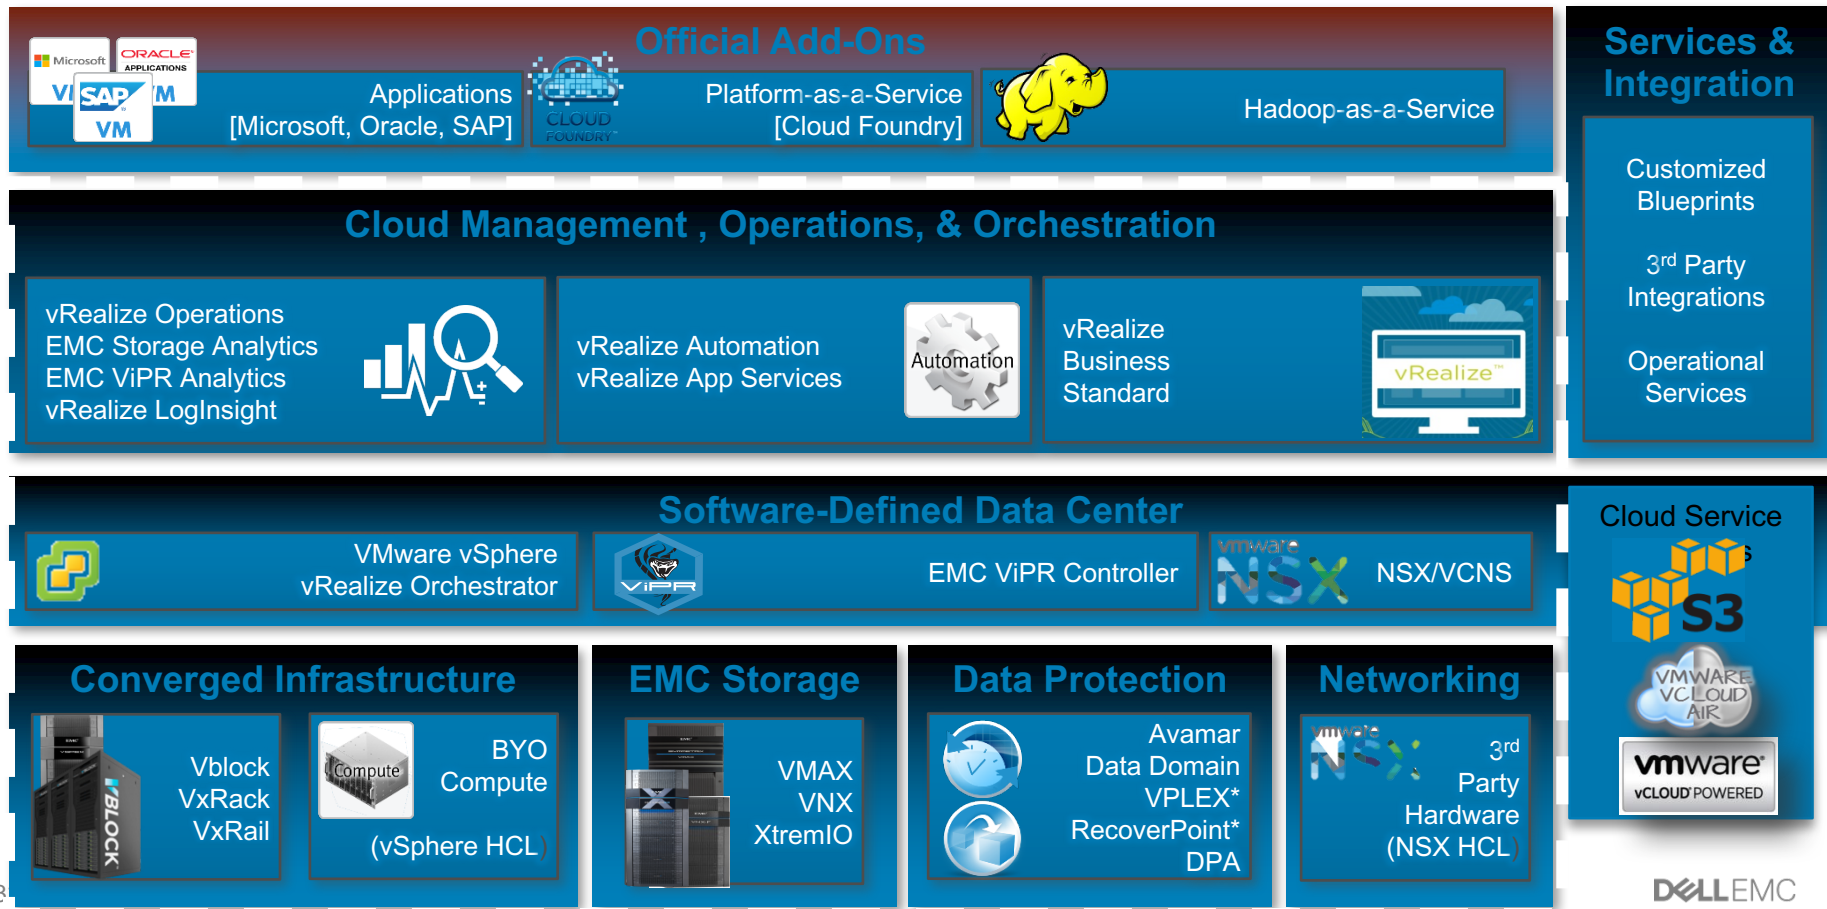 Official Add-Ons
Microsoft
ORACLE
APPLICATIONS
SAP
VM
VM
Applications
[Microsoft, Oracle, SAP]
CLOUD
FOUNDRY
Platform-as-a-Service
[Cloud Foundry]
Hadoop-as-a-Service
Services &
Integration
Customized
Blueprints
3rd Party
Integrations
Operational
Services
Cloud Management , Operations, & Orchestration
vRealize Operations
EMC Storage Analytics
EMC ViPR Analytics
vRealize LogInsight
vRealize Automation
vRealize App Services
Automation
vRealize
Business
Standard
vRealize™
Software-Defined Data Center
VMware vSphere
vRealize Orchestrator
ViPR
EMC ViPR Controller
vmware
NSX
NSX/VCNS
Cloud Service
S3
VMWARE
VCLOUD
AIR
vmware
vCLOUD POWERED
Converged Infrastructure
VBLOCK
Vblock
VxRack
VxRail
Compute
BYO
Compute
(vSphere HCL)
EMC Storage
VMAX
VNX
XtremIO
Data Protection
Avamar
Data Domain
VPLEX*
RecoverPoint*
DPA
Networking
vmware
NSX
3rd
Party
Hardware
(NSX HCL)
DELLEMC